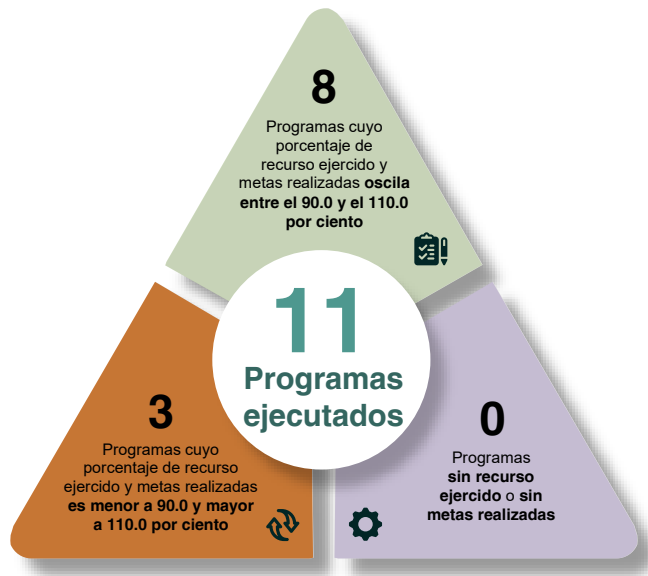 8
Programas cuyo
porcentaje de
recurso ejercido y
metas realizadas oscila
entre el 90.0 y el 110.0
por ciento
11
Programas
ejecutados
3
Programas cuyo
porcentaje de recurso
ejercido y metas realizadas
es menor a 90.0 y mayor
a 110.0 por ciento
0
Programas
sin recurso
ejercido o sin
metas realizadas